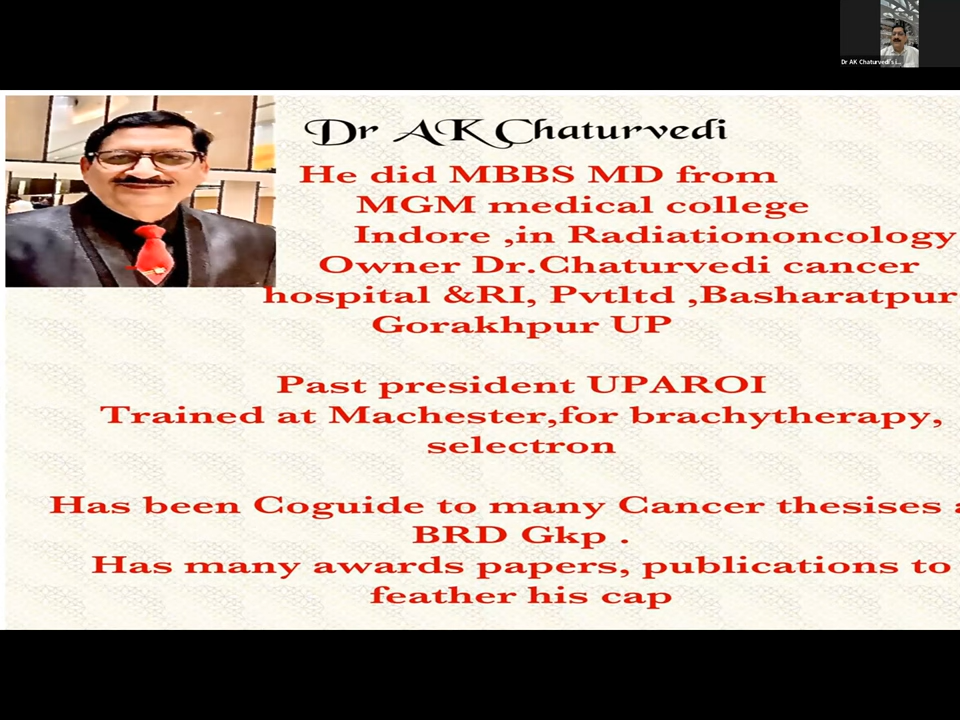 Dr AK Chaturvedi's i...
Dr AK Chaturvedi
He did MBBS MD from
MGM medical college
Indore ,in Radiationoncology
Owner Dr.Chaturvedi cancer
hospital &RI, Pvtltd ,Basharatpur
Gorakhpur UP
Past president UPAROI
Trained at Machester,for brachytherapy,
selectron
Has been Coguide to many Cancer thesises a
BRD Gkp .
Has many awards papers, publications to
feather his cap